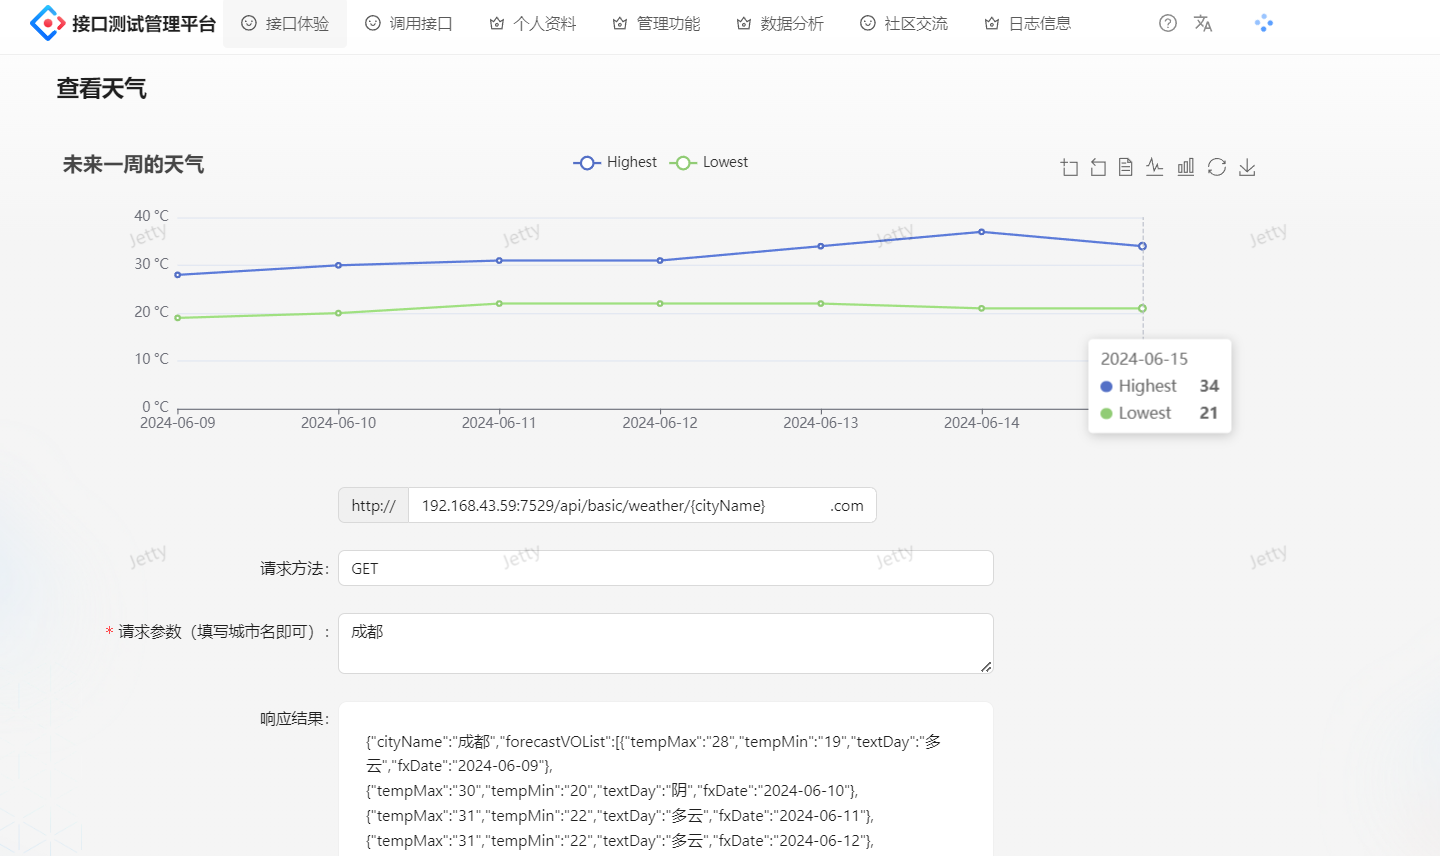 接口测试管理平台 接口体验 调用接口 个人资料 管理功能 数据分析 社区交流 日志信息
查看天气
未来一周的天气
Highest Lowest
40 °C
Jetty Jetty Jetty Jetty
30 °C
20 °C
10 °C
0 °C
2024-06-09 2024-06-10 2024-06-11 2024-06-12 2024-06-13 2024-06-14
2024-06-15
Highest 34
Lowest 21
http:// 192.168.43.59:7529/api/basic/weather/{cityName} .com
Jetty Jetty Jetty Jetty
请求方法: GET
* 请求参数（填写城市名即可）: 成都
响应结果:
{"cityName":"成都","forecastVOList":[{"tempMax":"28","tempMin":"19","textDay":"多
云","fxDate":"2024-06-09"},
{"tempMax":"30","tempMin":"20","textDay":"阴","fxDate":"2024-06-10"},
{"tempMax":"31","tempMin":"22","textDay":"多云","fxDate":"2024-06-11"},
{"tempMax":"31","tempMin":"22","textDay":"多云","fxDate":"2024-06-12"},